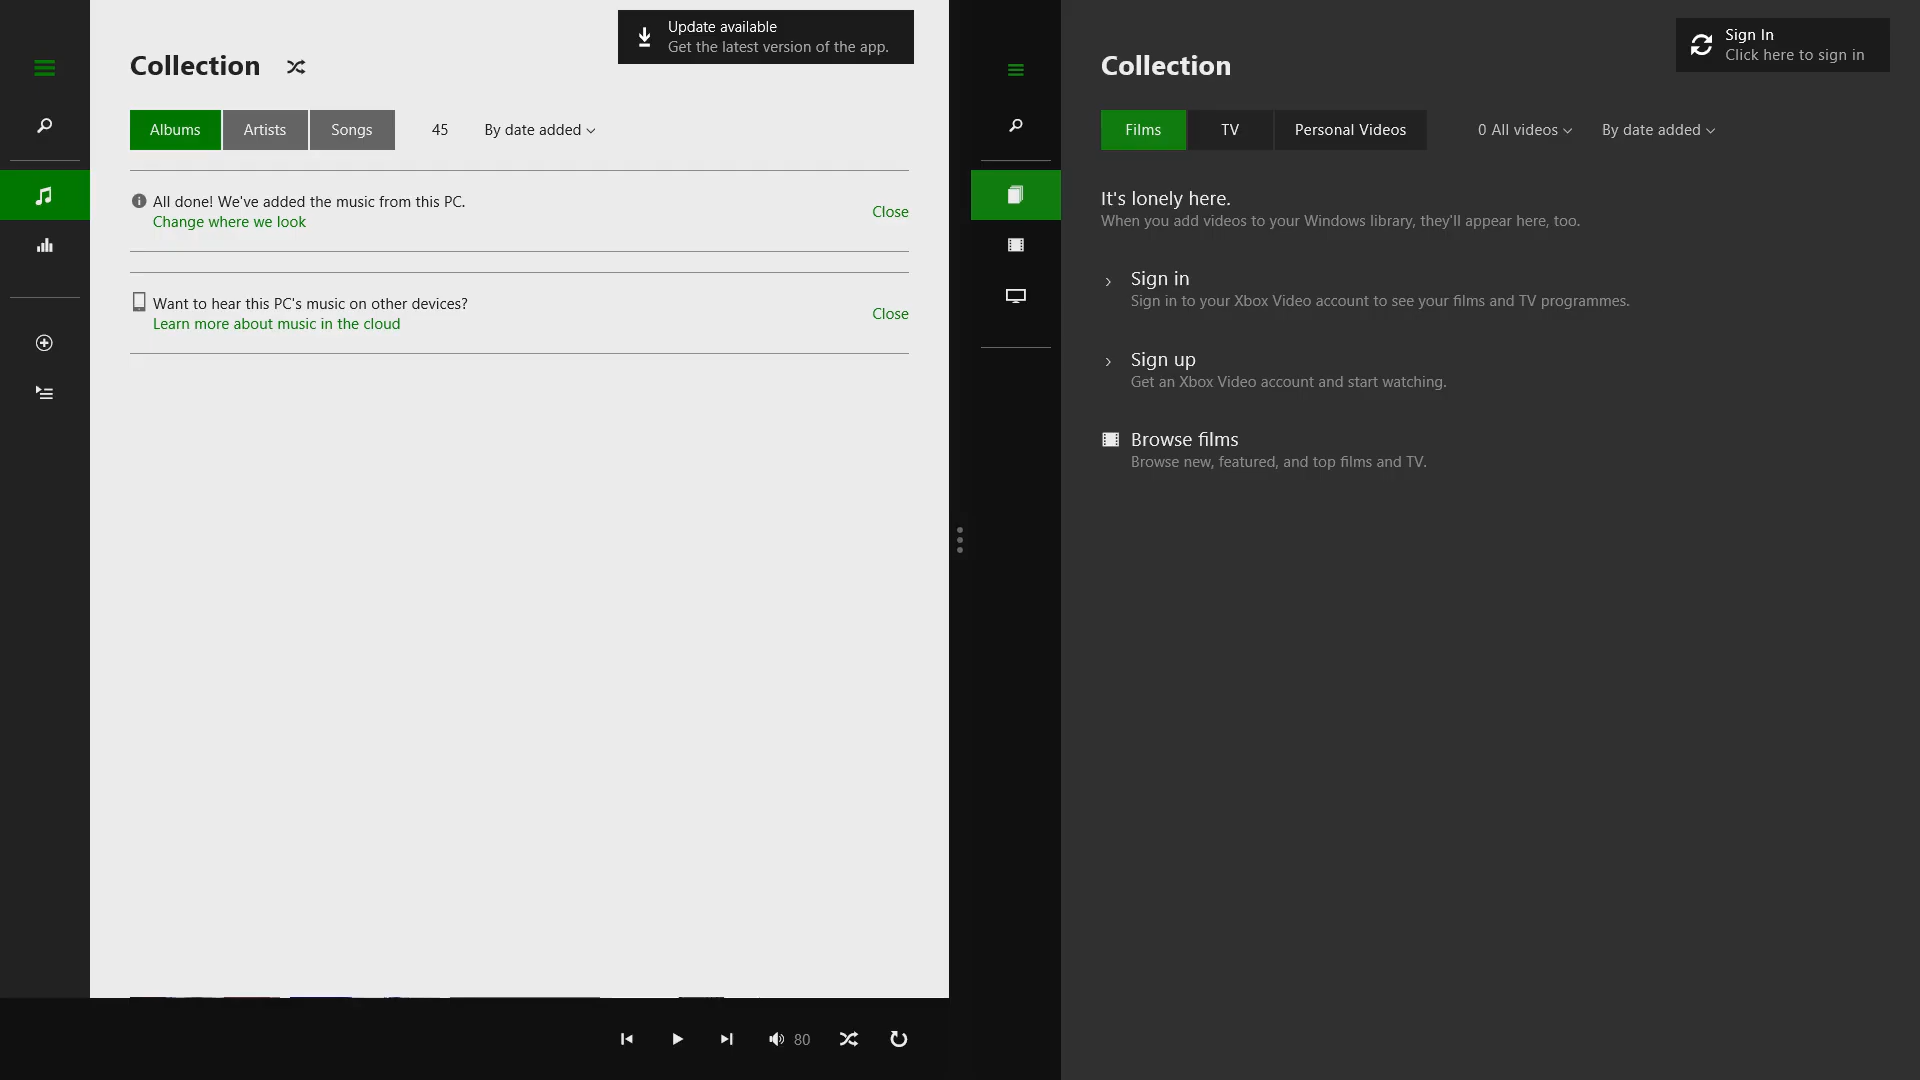 Update available
Get the latest version of the app.
Collection
Albums Artists Songs 45 By date added
All done! We've added the music from this PC.
Change where we look
Close
Want to hear this PC's music on other devices?
Learn more about music in the cloud
Close
80
Sign In
Click here to sign in
Collection
Films TV Personal Videos 0 All videos By date added
It's lonely here.
When you add videos to your Windows library, they'll appear here, too.
Sign in
Sign in to your Xbox Video account to see your films and TV programmes.
Sign up
Get an Xbox Video account and start watching.
Browse films
Browse new, featured, and top films and TV.